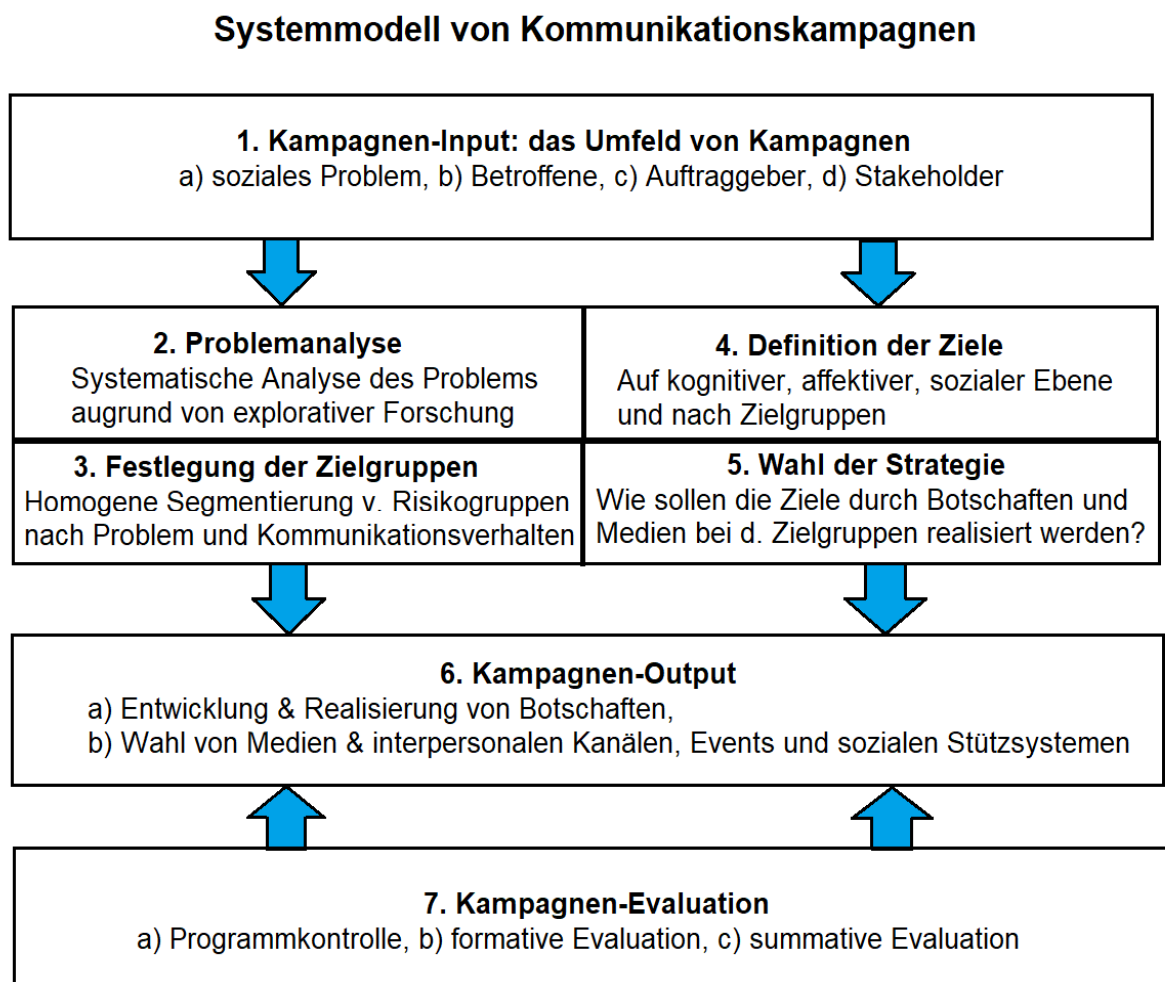 Systemmodell von Kommunikationskampagnen
1. Kampagnen-Input: das Umfeld von Kampagnen
a) soziales Problem, b) Betroffene, c) Auftraggeber, d) Stakeholder
2. Problemanalyse
Systematische Analyse des Problems
augrund von explorativer Forschung
3. Festlegung der Zielgruppen
Homogene Segmentierung v. Risikogruppen
nach Problem und Kommunikationsverhalten
4. Definition der Ziele
Auf kognitiver, affektiver, sozialer Ebene
und nach Zielgruppen
5. Wahl der Strategie
Wie sollen die Ziele durch Botschaften und
Medien bei d. Zielgruppen realisiert werden?
6. Kampagnen-Output
a) Entwicklung & Realisierung von Botschaften,
b) Wahl von Medien & interpersonalen Kanälen, Events und sozialen Stützsystemen
7. Kampagnen-Evaluation
a) Programmkontrolle, b) formative Evaluation, c) summative Evaluation